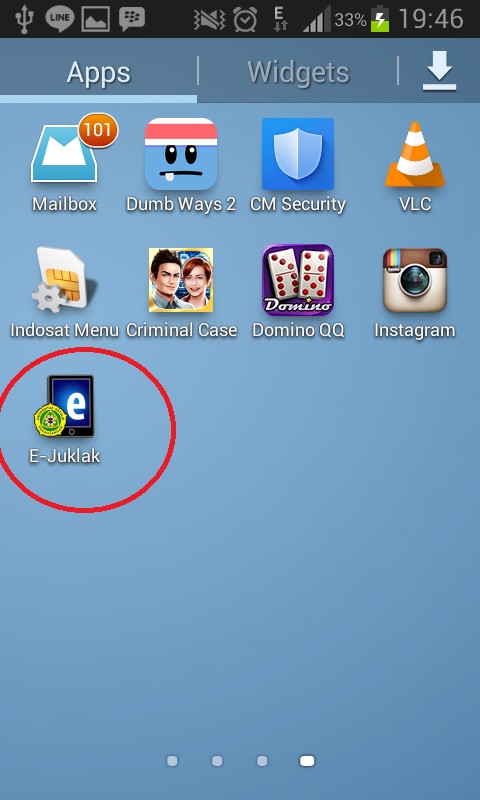 LINE E 33% 19:46
Apps Widgets
101
Mailbox Dumb Ways 2 CM Security VLC
Domino
Indosat Menu Criminal Case Domino QQ Instagram
e
E-Juklak